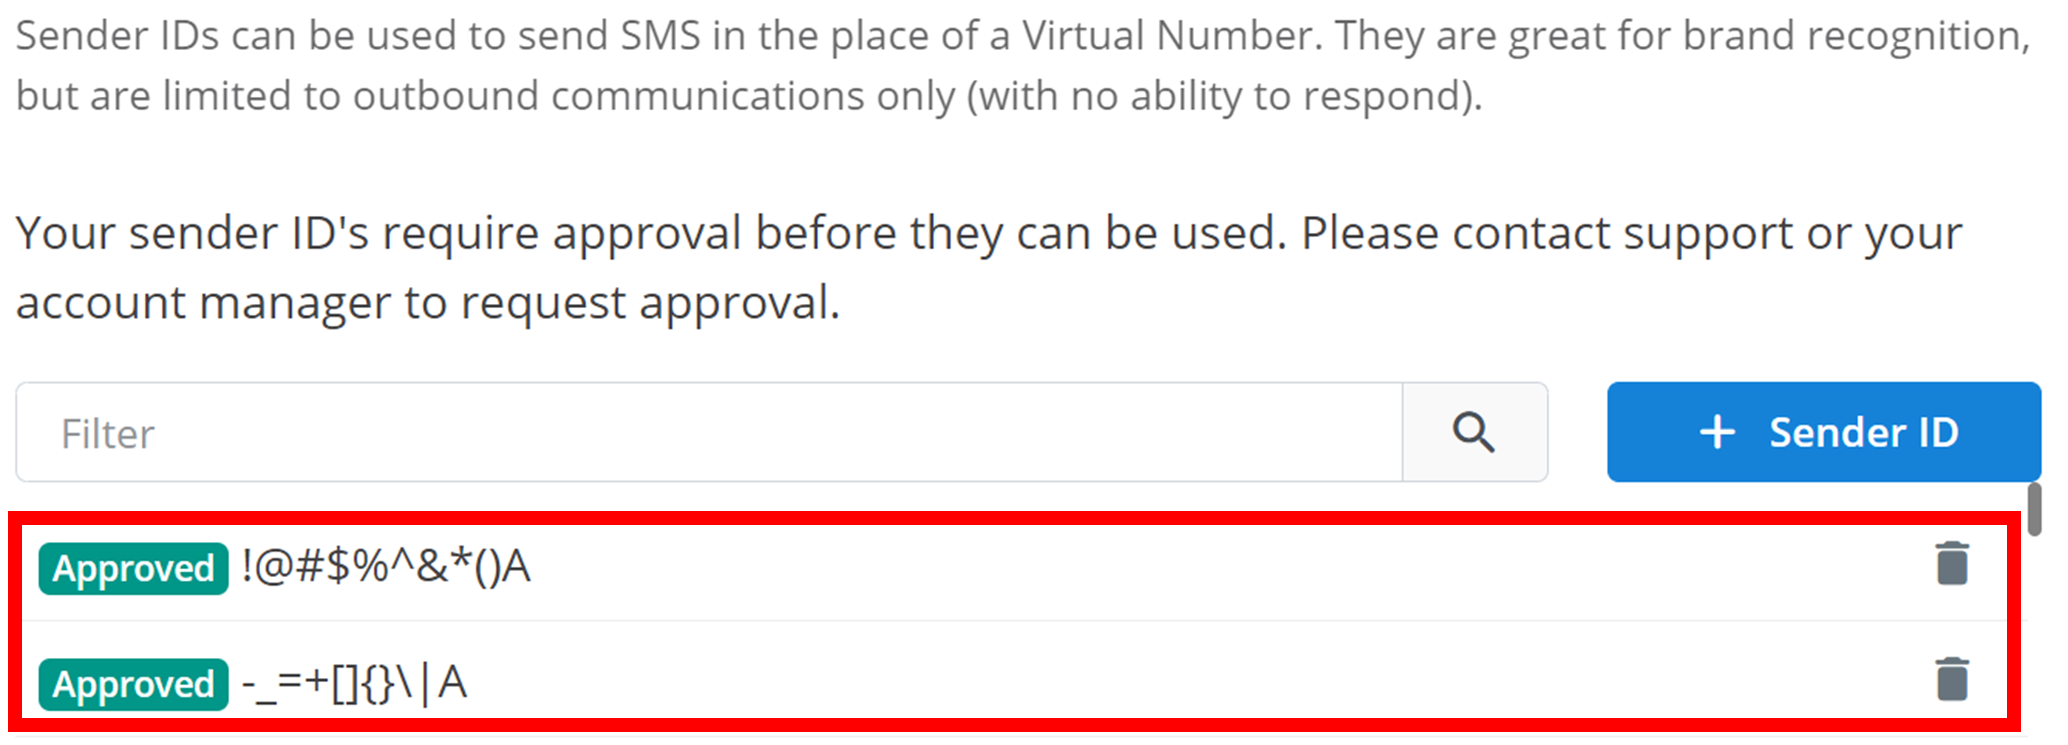 Sender IDs can be used to send SMS in the place of a Virtual Number. They are great for brand recognition,
but are limited to outbound communications only (with no ability to respond).
Your sender ID's require approval before they can be used. Please contact support or your
account manager to request approval.
Filter
+ Sender ID
Approved !@#$%^&*()A
Approved -_=+[]{}\|A